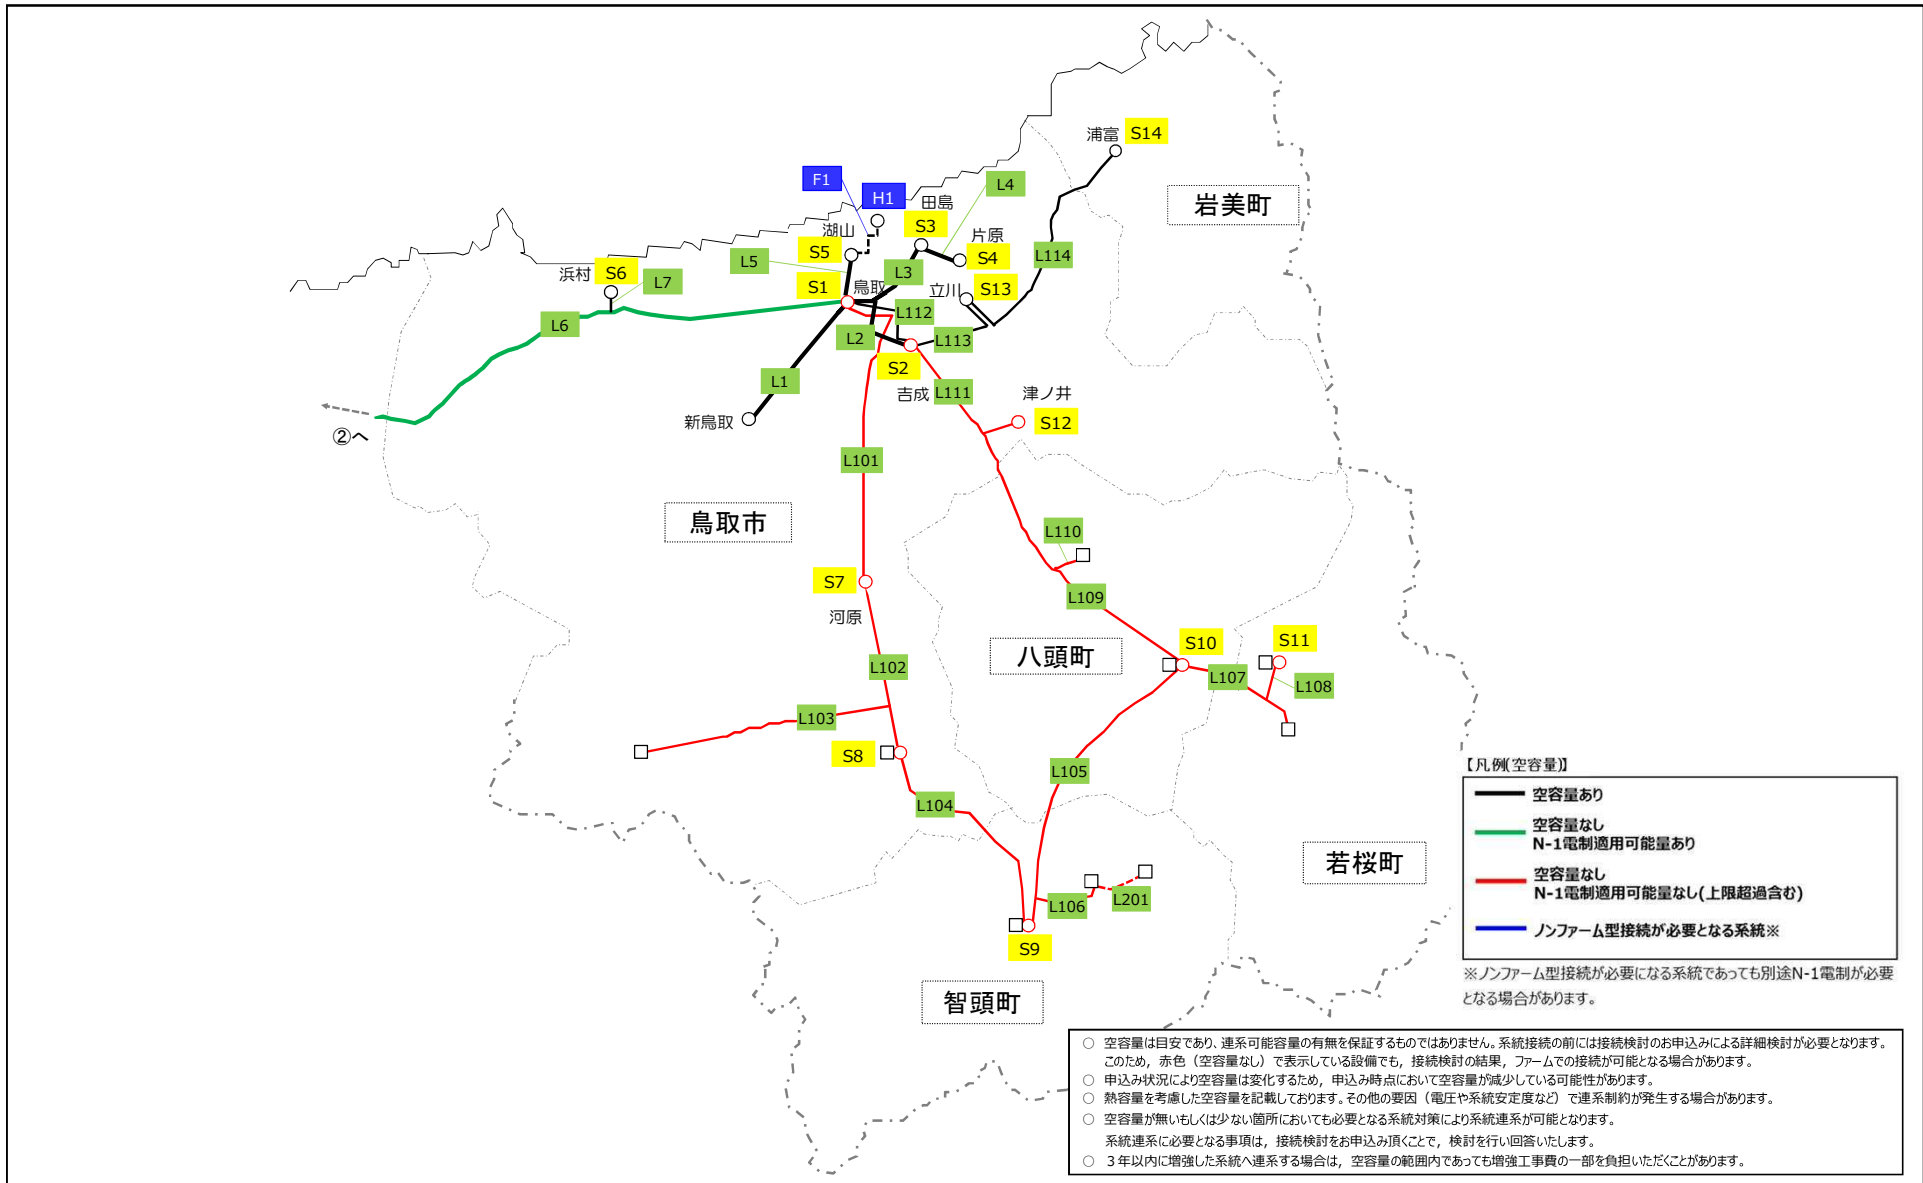 浦富 S14
F1
H1
L4
岩美町
田島
S3
湖山
S5
片原
S4
L5
L3
L114
浜村 S6
L7
S1
鳥取
立川
S13
L112
L6
L2
L113
S2
L1
吉成
L111
津ノ井
S12
新鳥取
②へ
L101
鳥取市
L110
S7
河原
L109
八頭町
S10
S11
L102
L107
L108
L103
S8
L105
L104
L106
L201
S9
若桜町
智頭町
【凡例(空容量)】
空容量あり
空容量なし
N-1電制適用可能量あり
空容量なし
N-1電制適用可能量なし(上限超過含む)
ノンファーム型接続が必要となる系統※
※ノンファーム型接続が必要になる系統であっても別途N-1電制が必要
となる場合があります。
○ 空容量は目安であり、連系可能容量の有無を保証するものではありません。系統接続の前には接続検討のお申込みによる詳細検討が必要となります。
このため，赤色（空容量なし）で表示している設備でも，接続検討の結果，ファームでの接続が可能となる場合があります。
○ 申込み状況により空容量は変化するため，申込み時点において空容量が減少している可能性があります。
○ 熱容量を考慮した空容量を記載しております。その他の要因（電圧や系統安定度など）で連系制約が発生する場合があります。
○ 空容量が無いもしくは少ない箇所においても必要となる系統対策により系統連系が可能となります。
系統連系に必要となる事項は，接続検討をお申込み頂くことで，検討を行い回答いたします。
○ ３年以内に増強した系統へ連系する場合は，空容量の範囲内であっても増強工事費の一部を負担いただくことがあります。